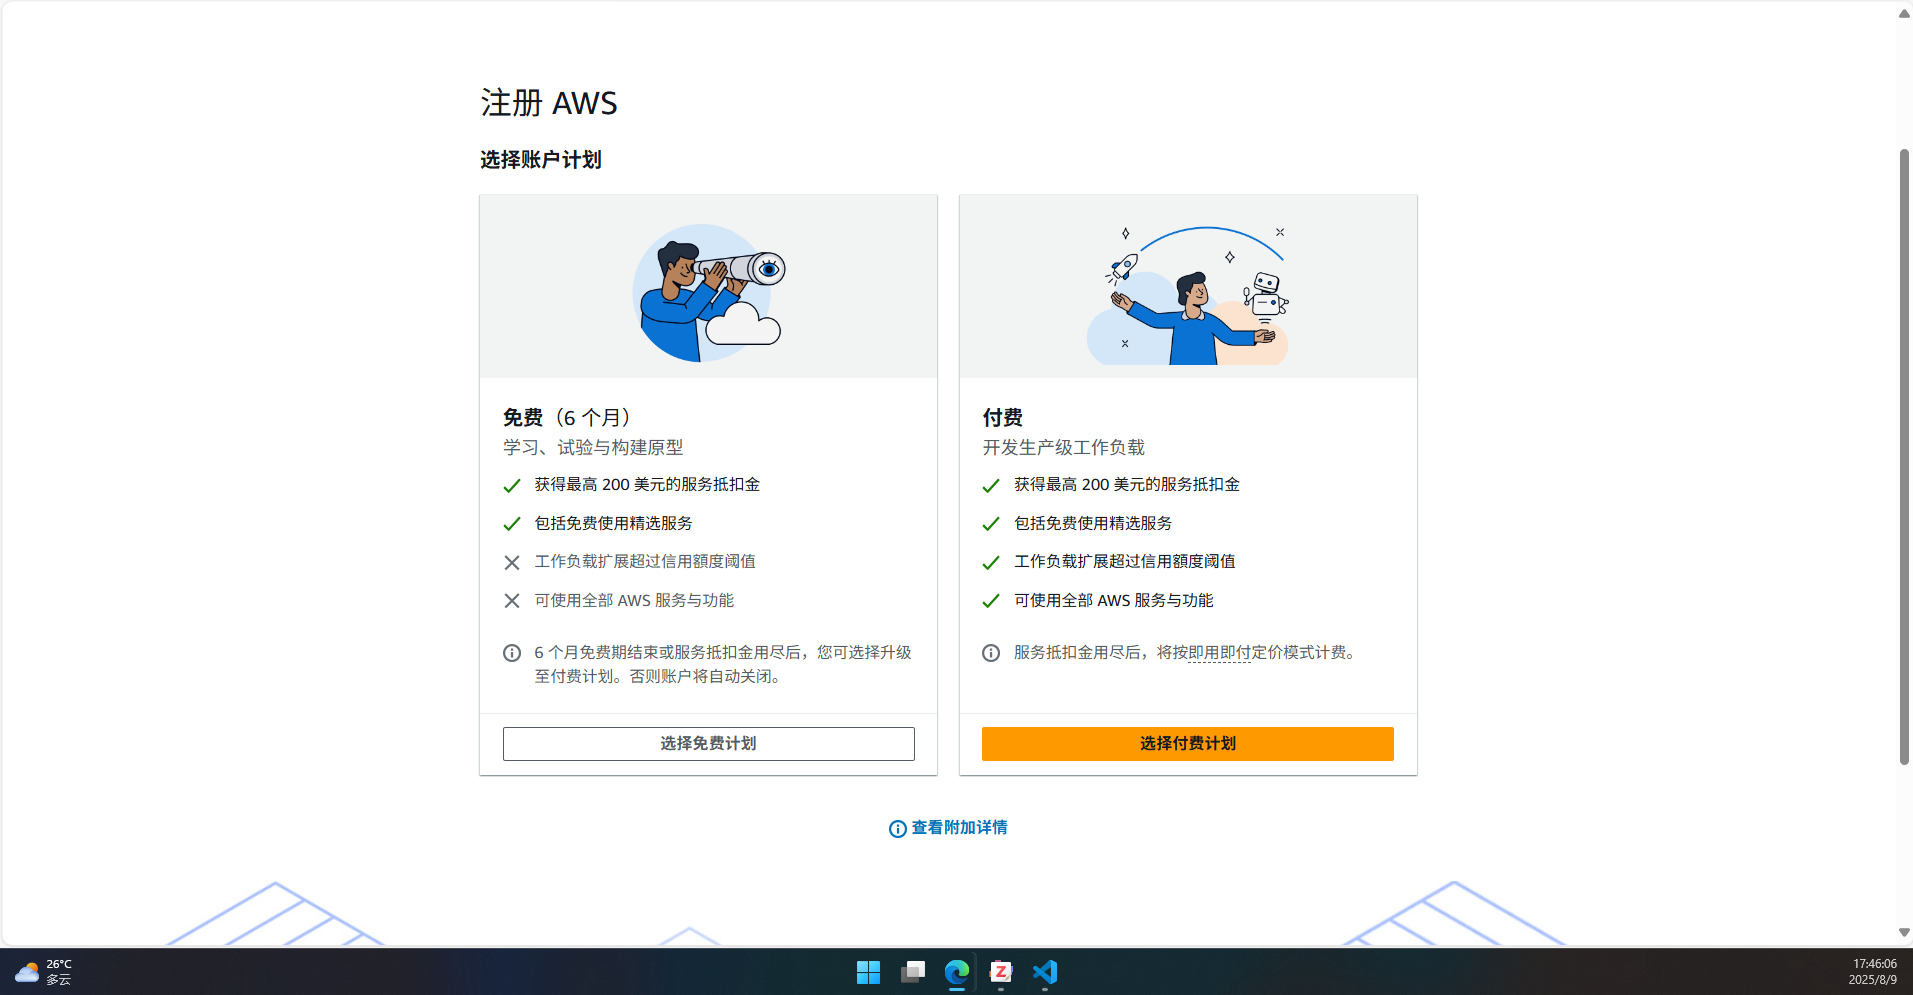 注册 AWS
选择账户计划
免费（6 个月）
学习、试验与构建原型
获得最高 200 美元的服务抵扣金
包括免费使用精选服务
工作负载扩展超过信用額度阈值
可使用全部 AWS 服务与功能
6 个月免费期结束或服务抵扣金用尽后，您可选择升级
至付费计划。否则账户将自动关闭。
选择免费计划
付费
开发生产级工作负载
获得最高 200 美元的服务抵扣金
包括免费使用精选服务
工作负载扩展超过信用額度阈值
可使用全部 AWS 服务与功能
服务抵扣金用尽后，将按即用即付定价模式计费。
选择付费计划
查看附加详情
26°C
多云
Z
17:46:06
2025/8/9